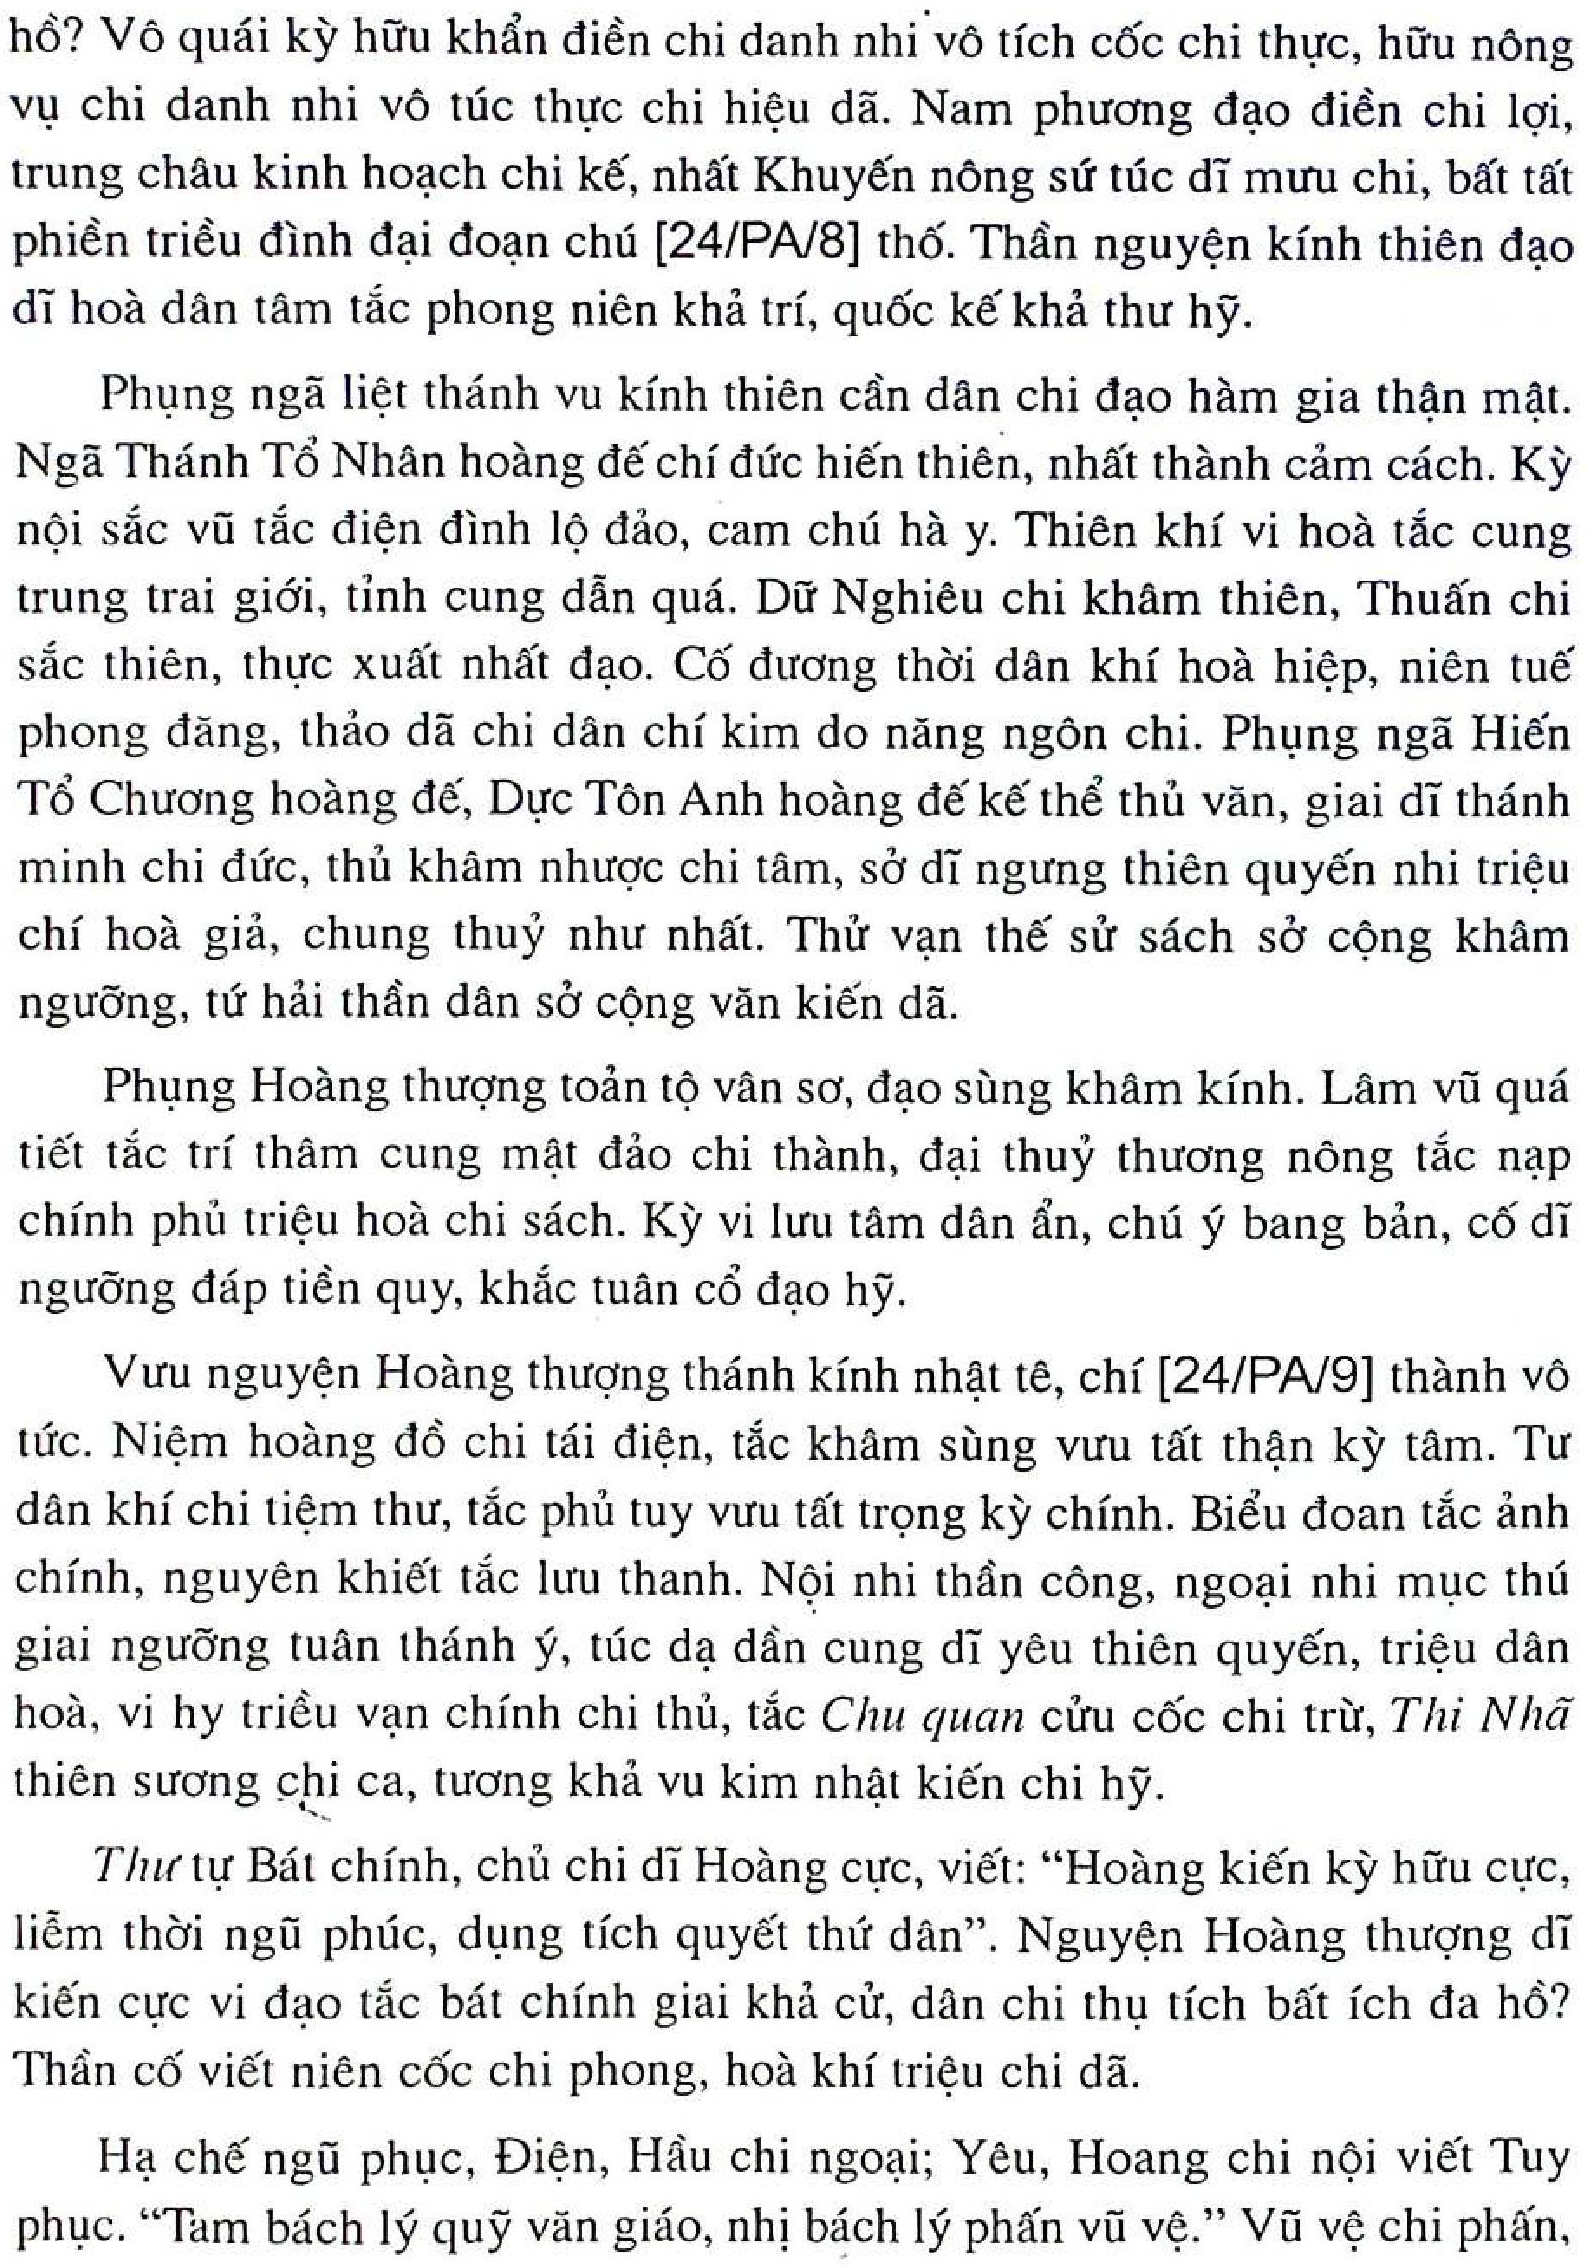 hồ? Vô quái kỳ hữu khẩn điền chi danh nhi vô tích cốc chi thực, hữu nông
vụ chi danh nhi vô túc thực chi hiệu dã. Nam phương đạo điền chi lợi,
trung châu kinh hoạch chi kế, nhất Khuyến nông sứ túc dĩ mưu chi, bất tất
phiền triều đình đại đoạn chú [24/PA/8] thố. Thần nguyện kính thiên đạo
dĩ hoà dân tâm tắc phong niên khả trí, quốc kế khả thư hỹ.
Phụng ngã liệt thánh vu kính thiên cần dân chi đạo hàm gia thận mật.
Ngã Thánh Tổ Nhân hoàng đế chí đức hiến thiên, nhất thành cảm cách. Kỳ
nội sắc vũ tắc điện đình lộ đảo, cam chú hà y. Thiên khí vi hoà tắc cung
trung trai giới, tỉnh cung dẫn quá. Dữ Nghiêu chi khâm thiên, Thuấn chi
sắc thiên, thực xuất nhất đạo. Cố đương thời dân khí hoà hiệp, niên tuế
phong đăng, thảo dã chi dân chí kim do năng ngôn chi. Phụng ngã Hiến
Tổ Chương hoàng đế, Dực Tôn Anh hoàng đế kế thể thủ văn, giai dĩ thánh
minh chi đức, thủ khâm nhược chi tâm, sở dĩ ngưng thiên quyến nhi triệu
chí hoà giả, chung thuỷ như nhất. Thử vạn thế sử sách sở cộng khâm
ngưỡng, tứ hải thần dân sở cộng văn kiến dã.
Phụng Hoàng thượng toản tộ vân sơ, đạo sùng khâm kính. Lâm vũ quá
tiết tắc trí thâm cung mật đảo chi thành, đại thuỷ thương nông tắc nạp
chính phủ triệu hoà chi sách. Kỳ vi lưu tâm dân ẩn, chú ý bang bản, cố dĩ
ngưỡng đáp tiền quy, khắc tuân cổ đạo hỹ.
Vưu nguyện Hoàng thượng thánh kính nhật tê, chí [24/PA/9] thành vô
tức. Niệm hoàng đồ chi tái điện, tắc khâm sùng vưu tất thận kỳ tâm. Tư
dân khí chi tiệm thư, tắc phủ tuy vưu tất trọng kỳ chính. Biểu đoan tắc ảnh
chính, nguyên khiết tắc lưu thanh. Nội nhi thần công, ngoại nhi mục thú
giai ngưỡng tuân thánh ý, túc dạ dần cung dĩ yêu thiên quyến, triệu dân
hoà, vi hy triều vạn chính chi thủ, tắc Chu quan cửu cốc chi trừ, Thi Nhã
thiên sương chi ca, tương khả vu kim nhật kiến chi hỹ.
Thư tự Bát chính, chủ chi dĩ Hoàng cực, viết: “Hoàng kiến kỳ hữu cực,
liễm thời ngũ phúc, dụng tích quyết thứ dân”. Nguyện Hoàng thượng dĩ
kiến cực vi đạo tắc bát chính giai khả cử, dân chi thụ tích bất ích đa hồ?
Thần cố viết niên cốc chi phong, hoà khí triệu chi dã.
Hạ chế ngũ phục, Điện, Hầu chi ngoại; Yêu, Hoang chi nội viết Tuy
phục. “Tam bách lý quỹ văn giáo, nhị bách lý phấn vũ vệ.” Vũ vệ chi phấn,